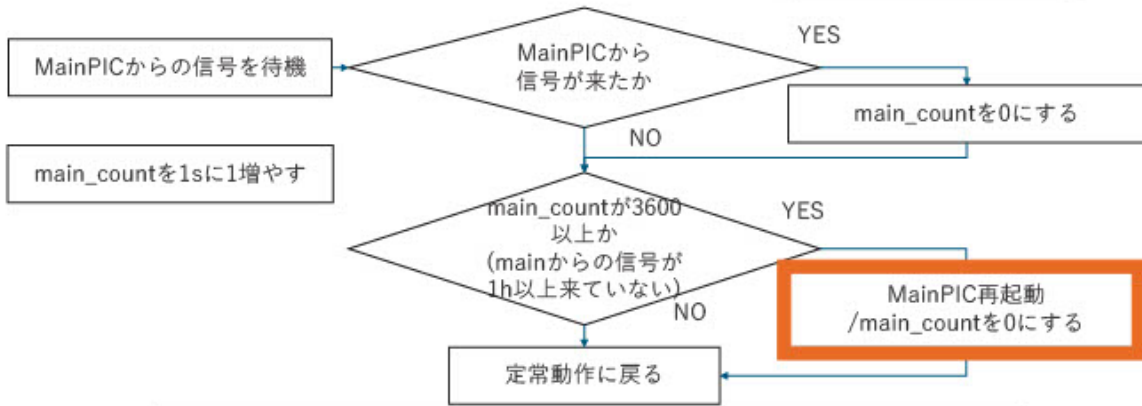 MainPICからの信号を待機
MainPICから
信号が来たか
YES
main_countを0にする
NO
main_countを1sに1増やす
main_countが3600
以上か
(mainからの信号が
1h以上来ていない)
YES
NO
MainPIC再起動
/main_countを0にする
定常動作に戻る